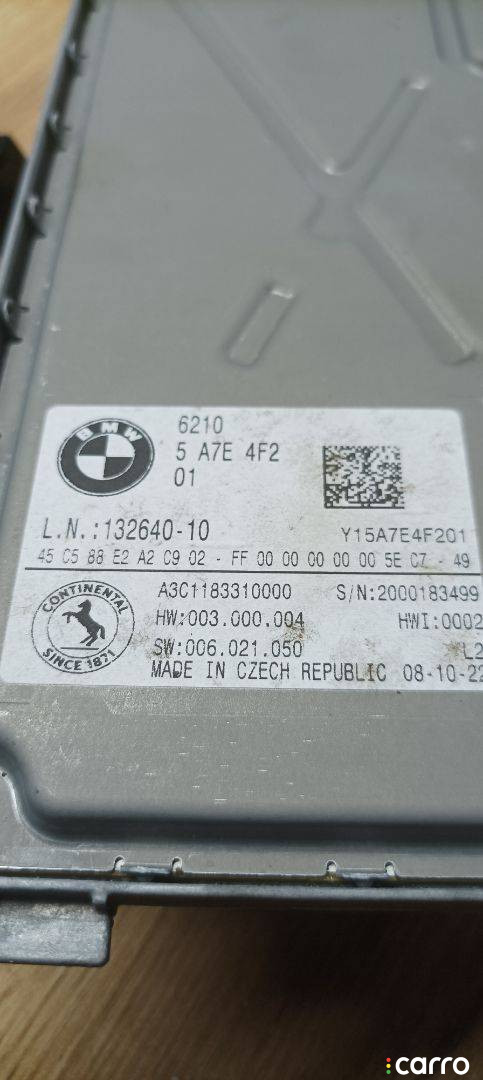 BMW
6210
5 A7E 4F2
01
L.N.:132640-10
Y15A7E4F201
45 C5 88 E2 A2 C9 02 - FF 00 00 00 00 00 5E C7 - 49
CONTINENTAL
SINCE 1871
A3C1183310000 S/N:2000183499
HW:003.000.004 HWI:0002
SW:006.021.050 L2
MADE IN CZECH REPUBLIC 08-10-22
carro